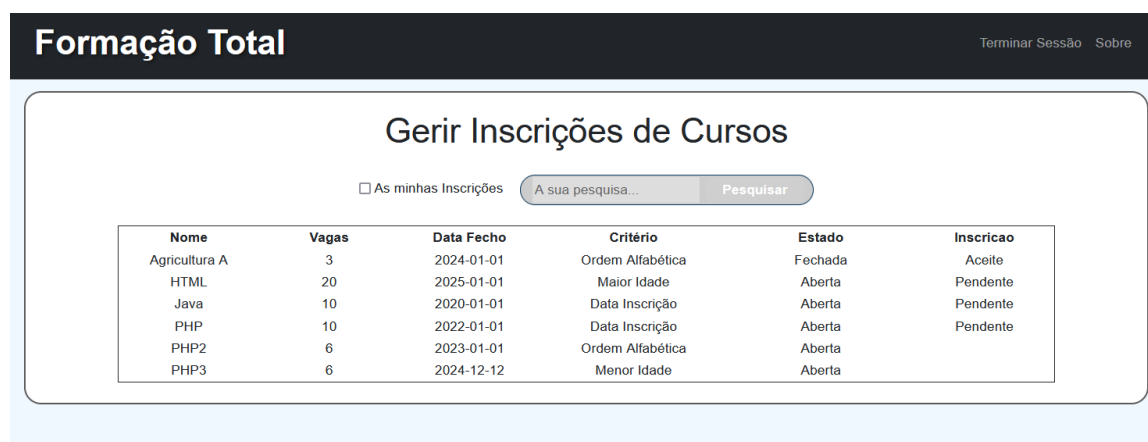 Formação Total
Terminar Sessão Sobre
Gerir Inscrições de Cursos
As minhas Inscrições A sua pesquisa... Pesquisar
Nome Vagas Data Fecho Critério Estado Inscricao
Agricultura A 3 2024-01-01 Ordem Alfabética Fechada Aceite
HTML 20 2025-01-01 Maior Idade Aberta Pendente
Java 10 2020-01-01 Data Inscrição Aberta Pendente
PHP 10 2022-01-01 Data Inscrição Aberta Pendente
PHP2 6 2023-01-01 Ordem Alfabética Aberta
PHP3 6 2024-12-12 Menor Idade Aberta